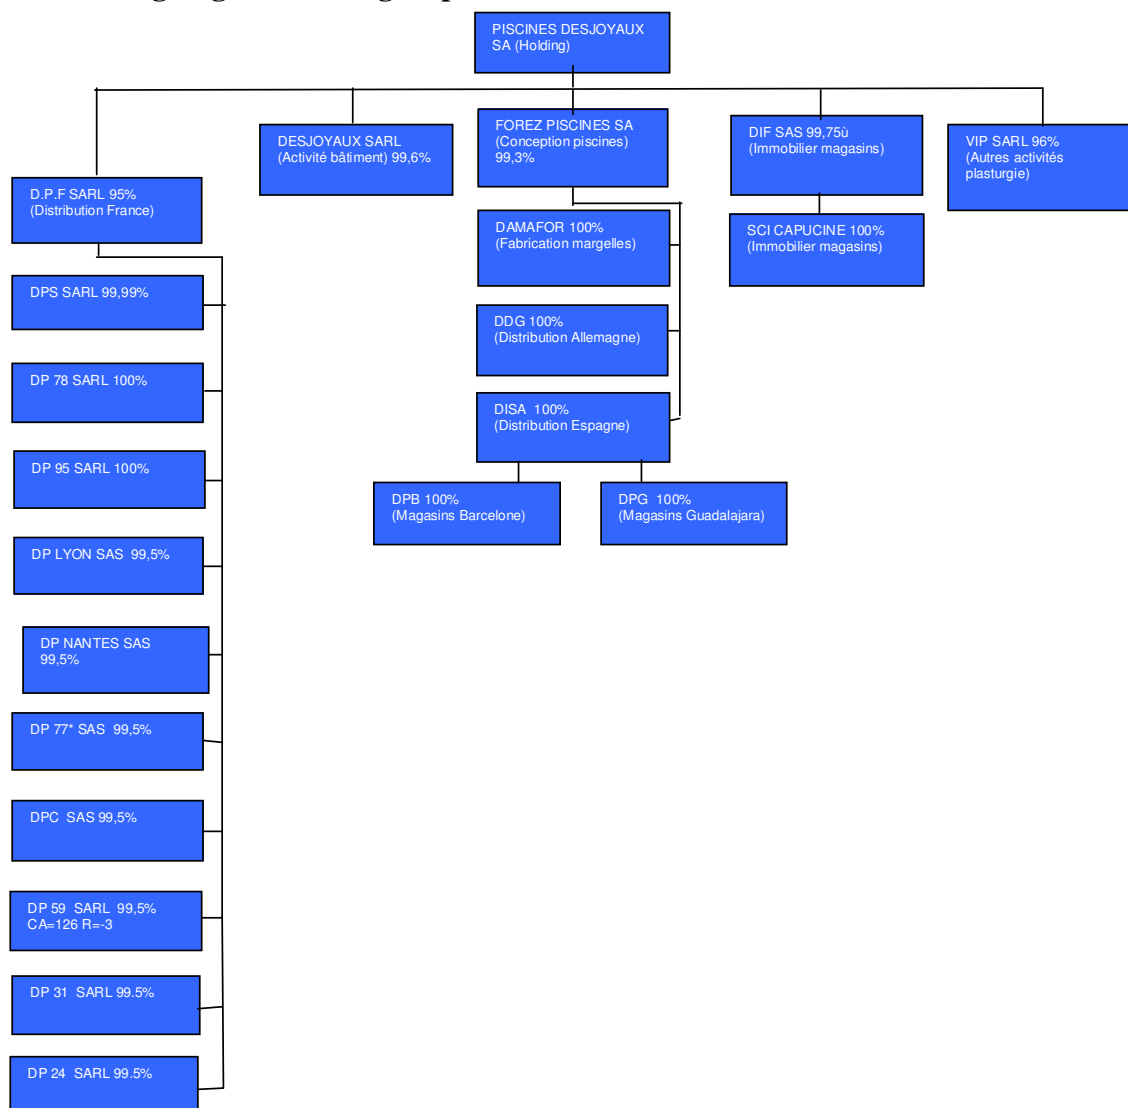 PISCINES DESJOYAUX
SA (Holding)
DESJOYAUX SARL
(Activité bâtiment) 99,6%
FOREZ PISCINES SA
(Conception piscines)
99,3%
DIF SAS 99,75ù
(Immobilier magasins)
VIP SARL 96%
(Autres activités
plasturgie)
D.P.F SARL 95%
(Distribution France)
DAMAFOR 100%
(Fabrication margelles)
SCI CAPUCINE 100%
(Immobilier magasins)
DPS SARL 99,99%
DDG 100%
(Distribution Allemagne)
DP 78 SARL 100%
DISA 100%
(Distribution Espagne)
DP 95 SARL 100%
DPB 100%
(Magasins Barcelone)
DPG 100%
(Magasins Guadalajara)
DP LYON SAS 99,5%
DP NANTES SAS
99,5%
DP 77* SAS 99,5%
DPC SAS 99,5%
DP 59 SARL 99,5%
CA=126 R=-3
DP 31 SARL 99.5%
DP 24 SARL 99.5%